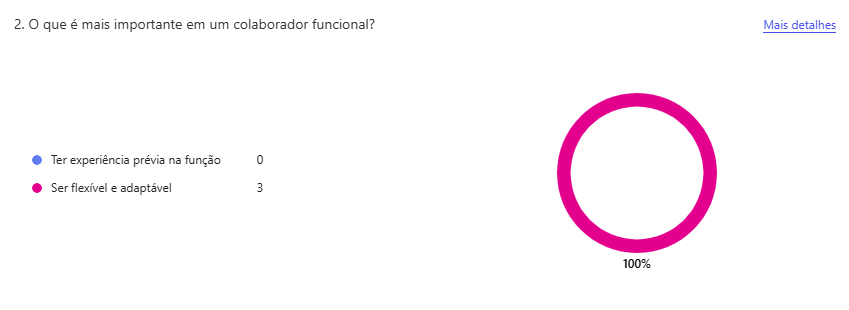 2. O que é mais importante em um colaborador funcional?
Mais detalhes
Ter experiência prévia na função 0
Ser flexível e adaptável 3
100%